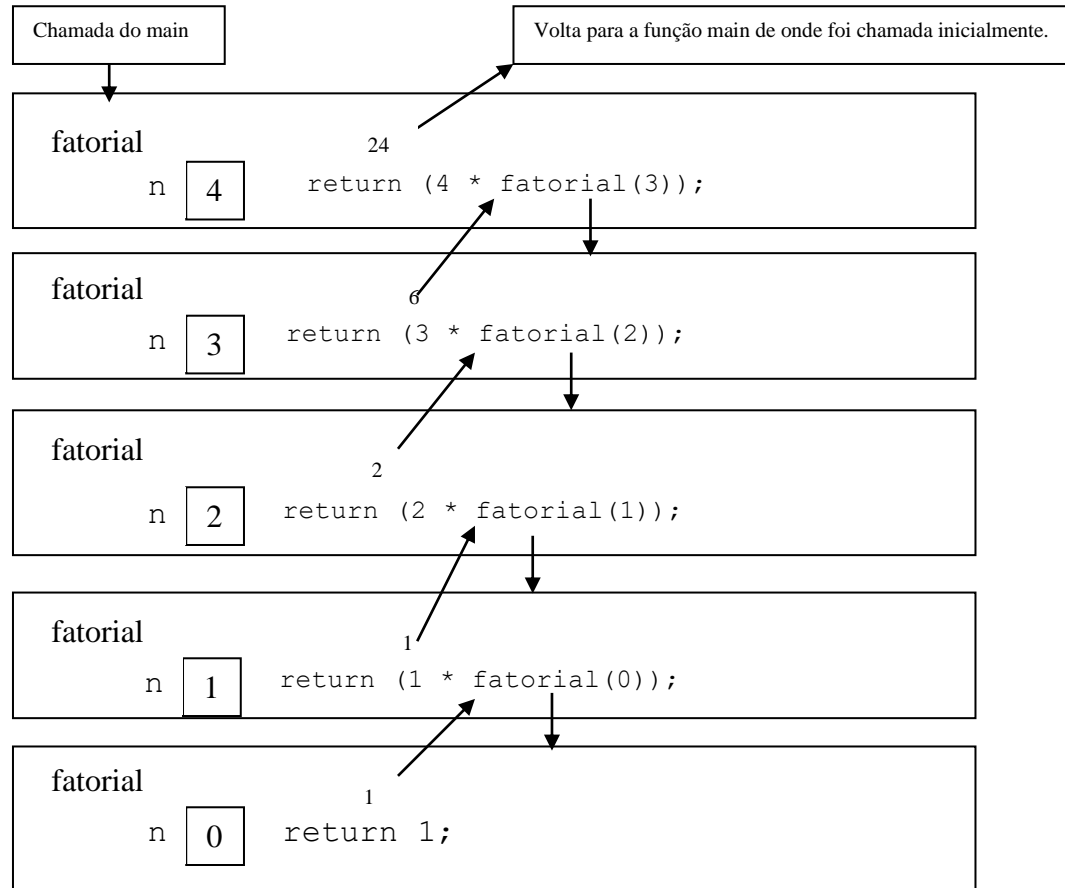 Chamada do main
Volta para a função main de onde foi chamada inicialmente.
fatorial
24
n 4 return (4 * fatorial(3));
fatorial
6
n 3 return (3 * fatorial(2));
fatorial
2
n 2 return (2 * fatorial(1));
fatorial
1
n 1 return (1 * fatorial(0));
fatorial
1
n 0 return 1;